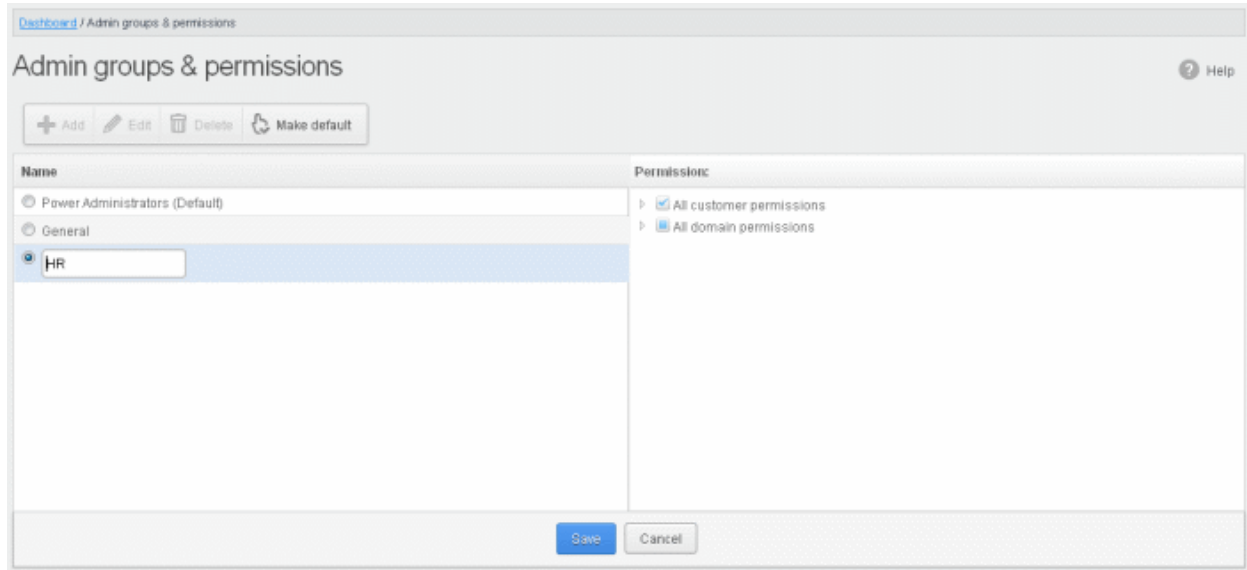 Dashboard / Admin groups & permissions
Admin groups & permissions
Help
Add Edit Delete Make default
Name Permission:
Power Administrators (Default) All customer permissions
General All domain permissions
HR
Save Cancel